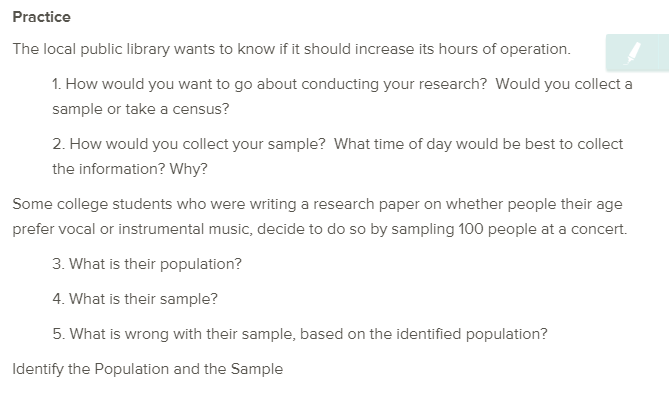 Practice
The local public library wants to know if it should increase its hours of operation.
1. How would you want to go about conducting your research?  Would you collect a
sample or take a census?
2. How would you collect your sample?  What time of day would be best to collect
the information? Why?
Some college students who were writing a research paper on whether people their age
prefer vocal or instrumental music, decide to do so by sampling 100 people at a concert.
3. What is their population?
4. What is their sample?
5. What is wrong with their sample, based on the identified population?
Identify the Population and the Sample